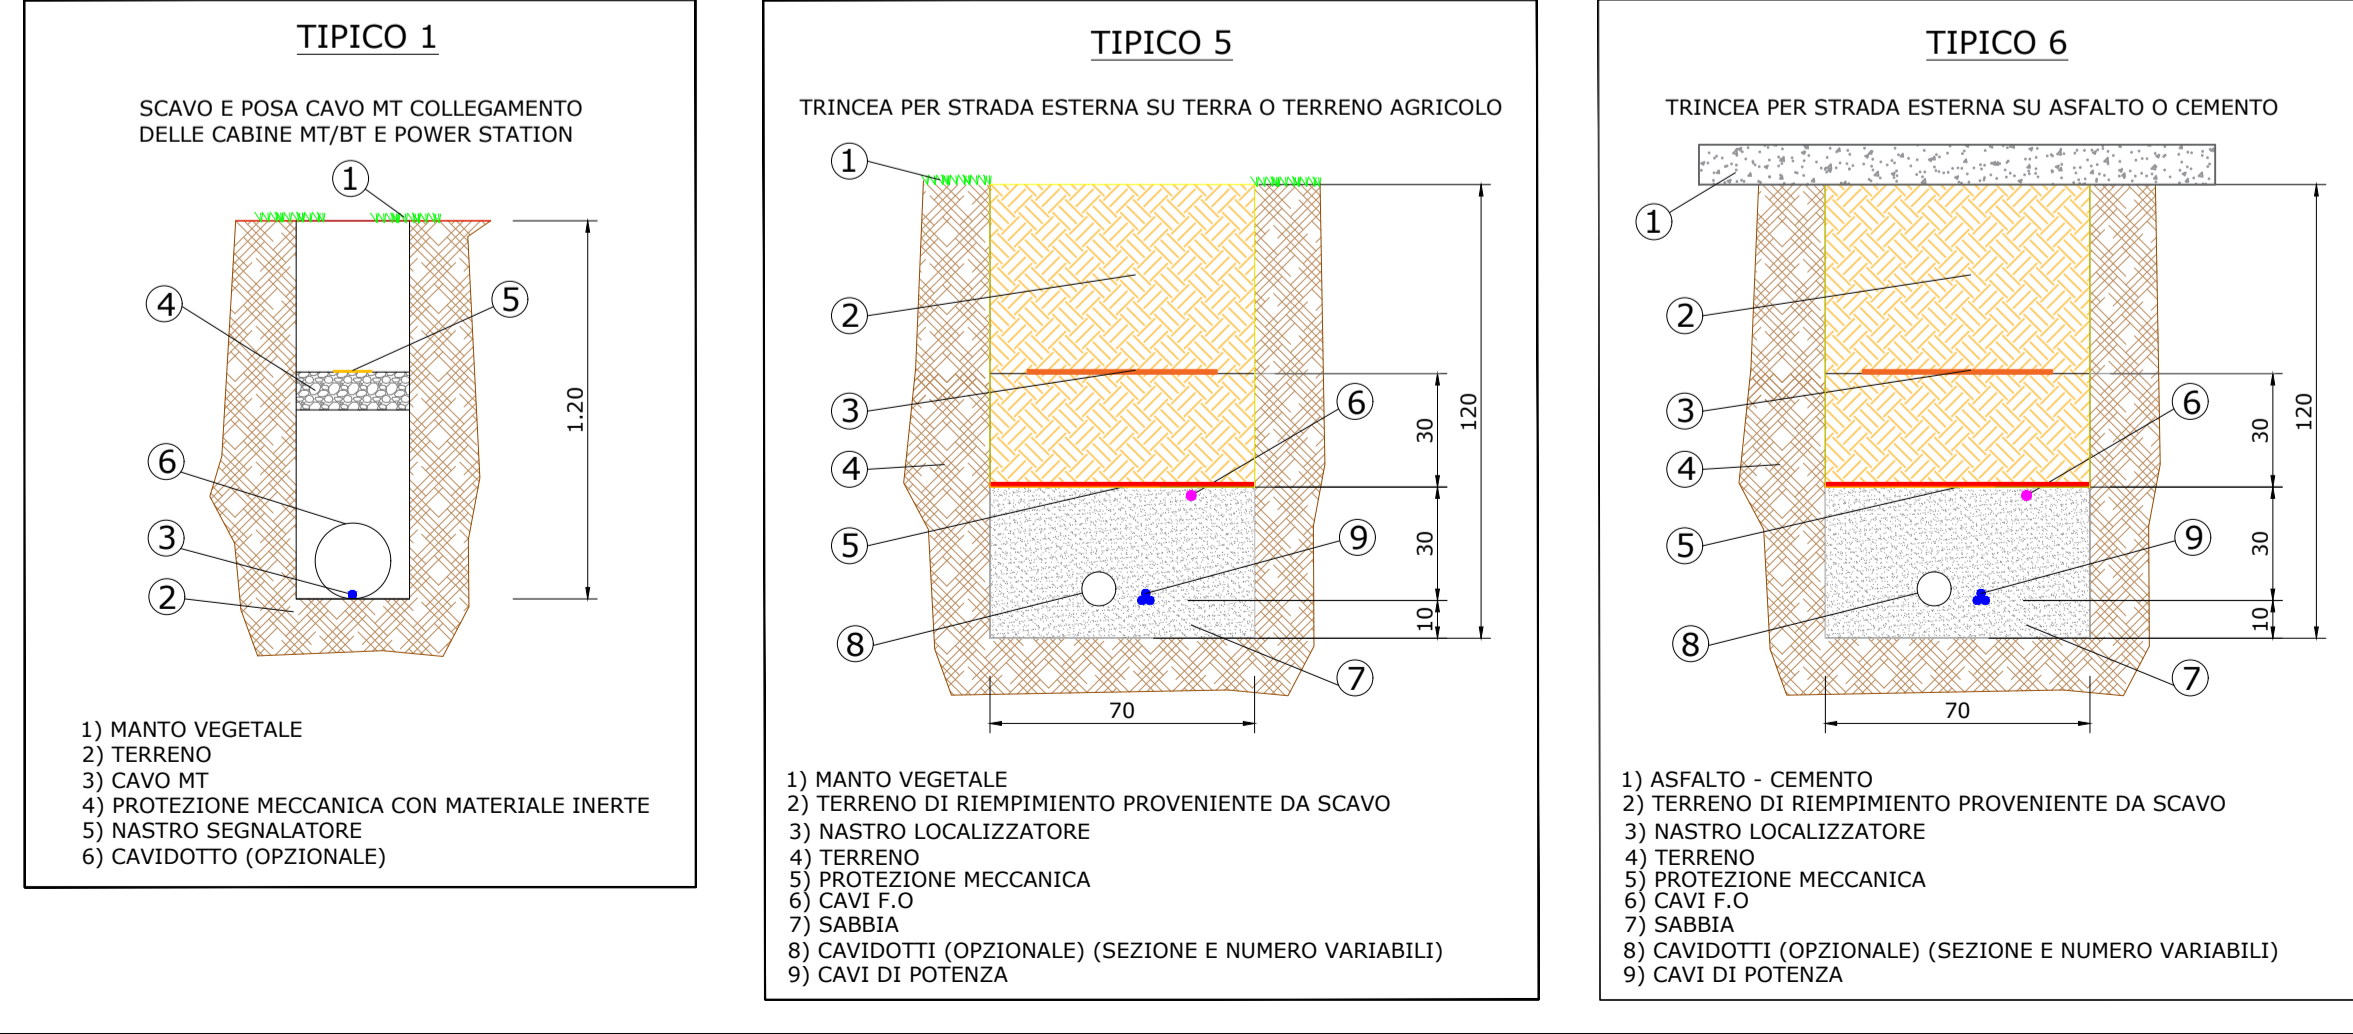 TIPICO 1
SCAVO E POSA CAVO MT COLLEGAMENTO
DELLE CABINE MT/BT E POWER STATION
1
4
5
6
3
2
1.20
1) MANTO VEGETALE
2) TERRENO
3) CAVO MT
4) PROTEZIONE MECCANICA CON MATERIALE INERTE
5) NASTRO SEGNALATORE
6) CAVIDOTTO (OPZIONALE)
TIPICO 5
TRINCEA PER STRADA ESTERNA SU TERRA O TERRENO AGRICOLO
1
2
3
6
4
5
9
8
7
30
120
30
10
70
1) MANTO VEGETALE
2) TERRENO DI RIEMPIMENTO PROVENIENTE DA SCAVO
3) NASTRO LOCALIZZATORE
4) TERRENO
5) PROTEZIONE MECCANICA
6) CAVI F.O
7) SABBIA
8) CAVIDOTTI (OPZIONALE) (SEZIONE E NUMERO VARIABILI)
9) CAVI DI POTENZA
TIPICO 6
TRINCEA PER STRADA ESTERNA SU ASFALTO O CEMENTO
1
2
3
6
4
5
9
8
7
30
120
30
10
70
1) ASFALTO - CEMENTO
2) TERRENO DI RIEMPIMENTO PROVENIENTE DA SCAVO
3) NASTRO LOCALIZZATORE
4) TERRENO
5) PROTEZIONE MECCANICA
6) CAVI F.O
7) SABBIA
8) CAVIDOTTI (OPZIONALE) (SEZIONE E NUMERO VARIABILI)
9) CAVI DI POTENZA